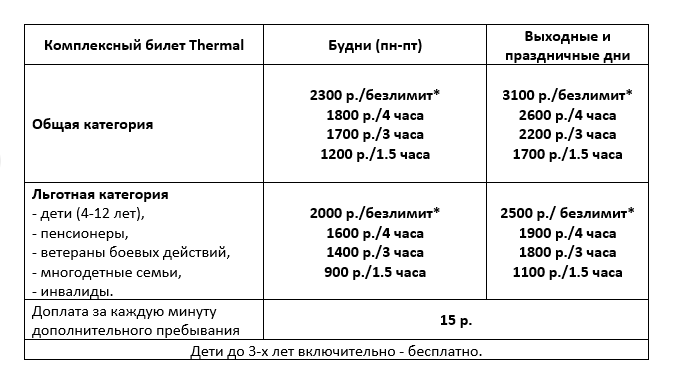 Комплексный билет Thermal
Будни (пн-пт)
Выходные и
праздничные дни
Общая категория
2300 р./безлимит*
1800 р./4 часа
1700 р./3 часа
1200 р./1.5 часа
3100 р./безлимит*
2600 р./4 часа
2200 р./3 часа
1700 р./1.5 часа
Льготная категория
- дети (4-12 лет),
- пенсионеры,
- ветераны боевых действий,
- многодетные семьи,
- инвалиды.
2000 р./безлимит*
1600 р./4 часа
1400 р./3 часа
900 р./1.5 часа
2500 р./ безлимит*
1900 р./4 часа
1800 р./3 часа
1100 р./1.5 часа
Доплата за каждую минуту
дополнительного пребывания
15 р.
Дети до 3-х лет включительно - бесплатно.